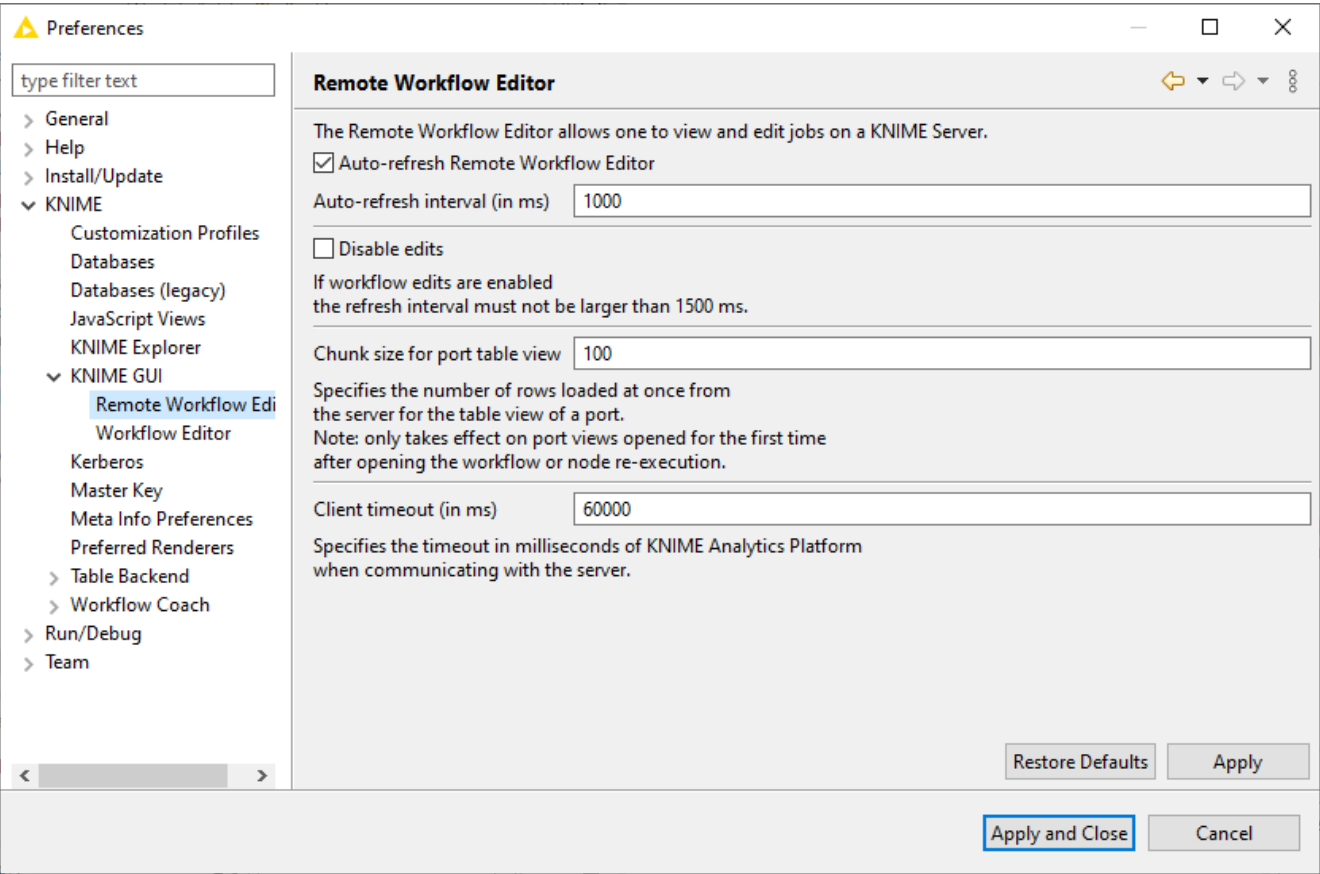 Preferences
type filter text
General
Help
Install/Update
KNIME
Customization Profiles
Databases
Databases (legacy)
JavaScript Views
KNIME Explorer
KNIME GUI
Remote Workflow Edi
Workflow Editor
Kerberos
Master Key
Meta Info Preferences
Preferred Renderers
Table Backend
Workflow Coach
Run/Debug
Team
Remote Workflow Editor
The Remote Workflow Editor allows one to view and edit jobs on a KNIME Server.
Auto-refresh Remote Workflow Editor
Auto-refresh interval (in ms) 1000
Disable edits
If workflow edits are enabled
the refresh interval must not be larger than 1500 ms.
Chunk size for port table view 100
Specifies the number of rows loaded at once from
the server for the table view of a port.
Note: only takes effect on port views opened for the first time
after opening the workflow or node re-execution.
Client timeout (in ms) 60000
Specifies the timeout in milliseconds of KNIME Analytics Platform
when communicating with the server.
Restore Defaults Apply
Apply and Close Cancel